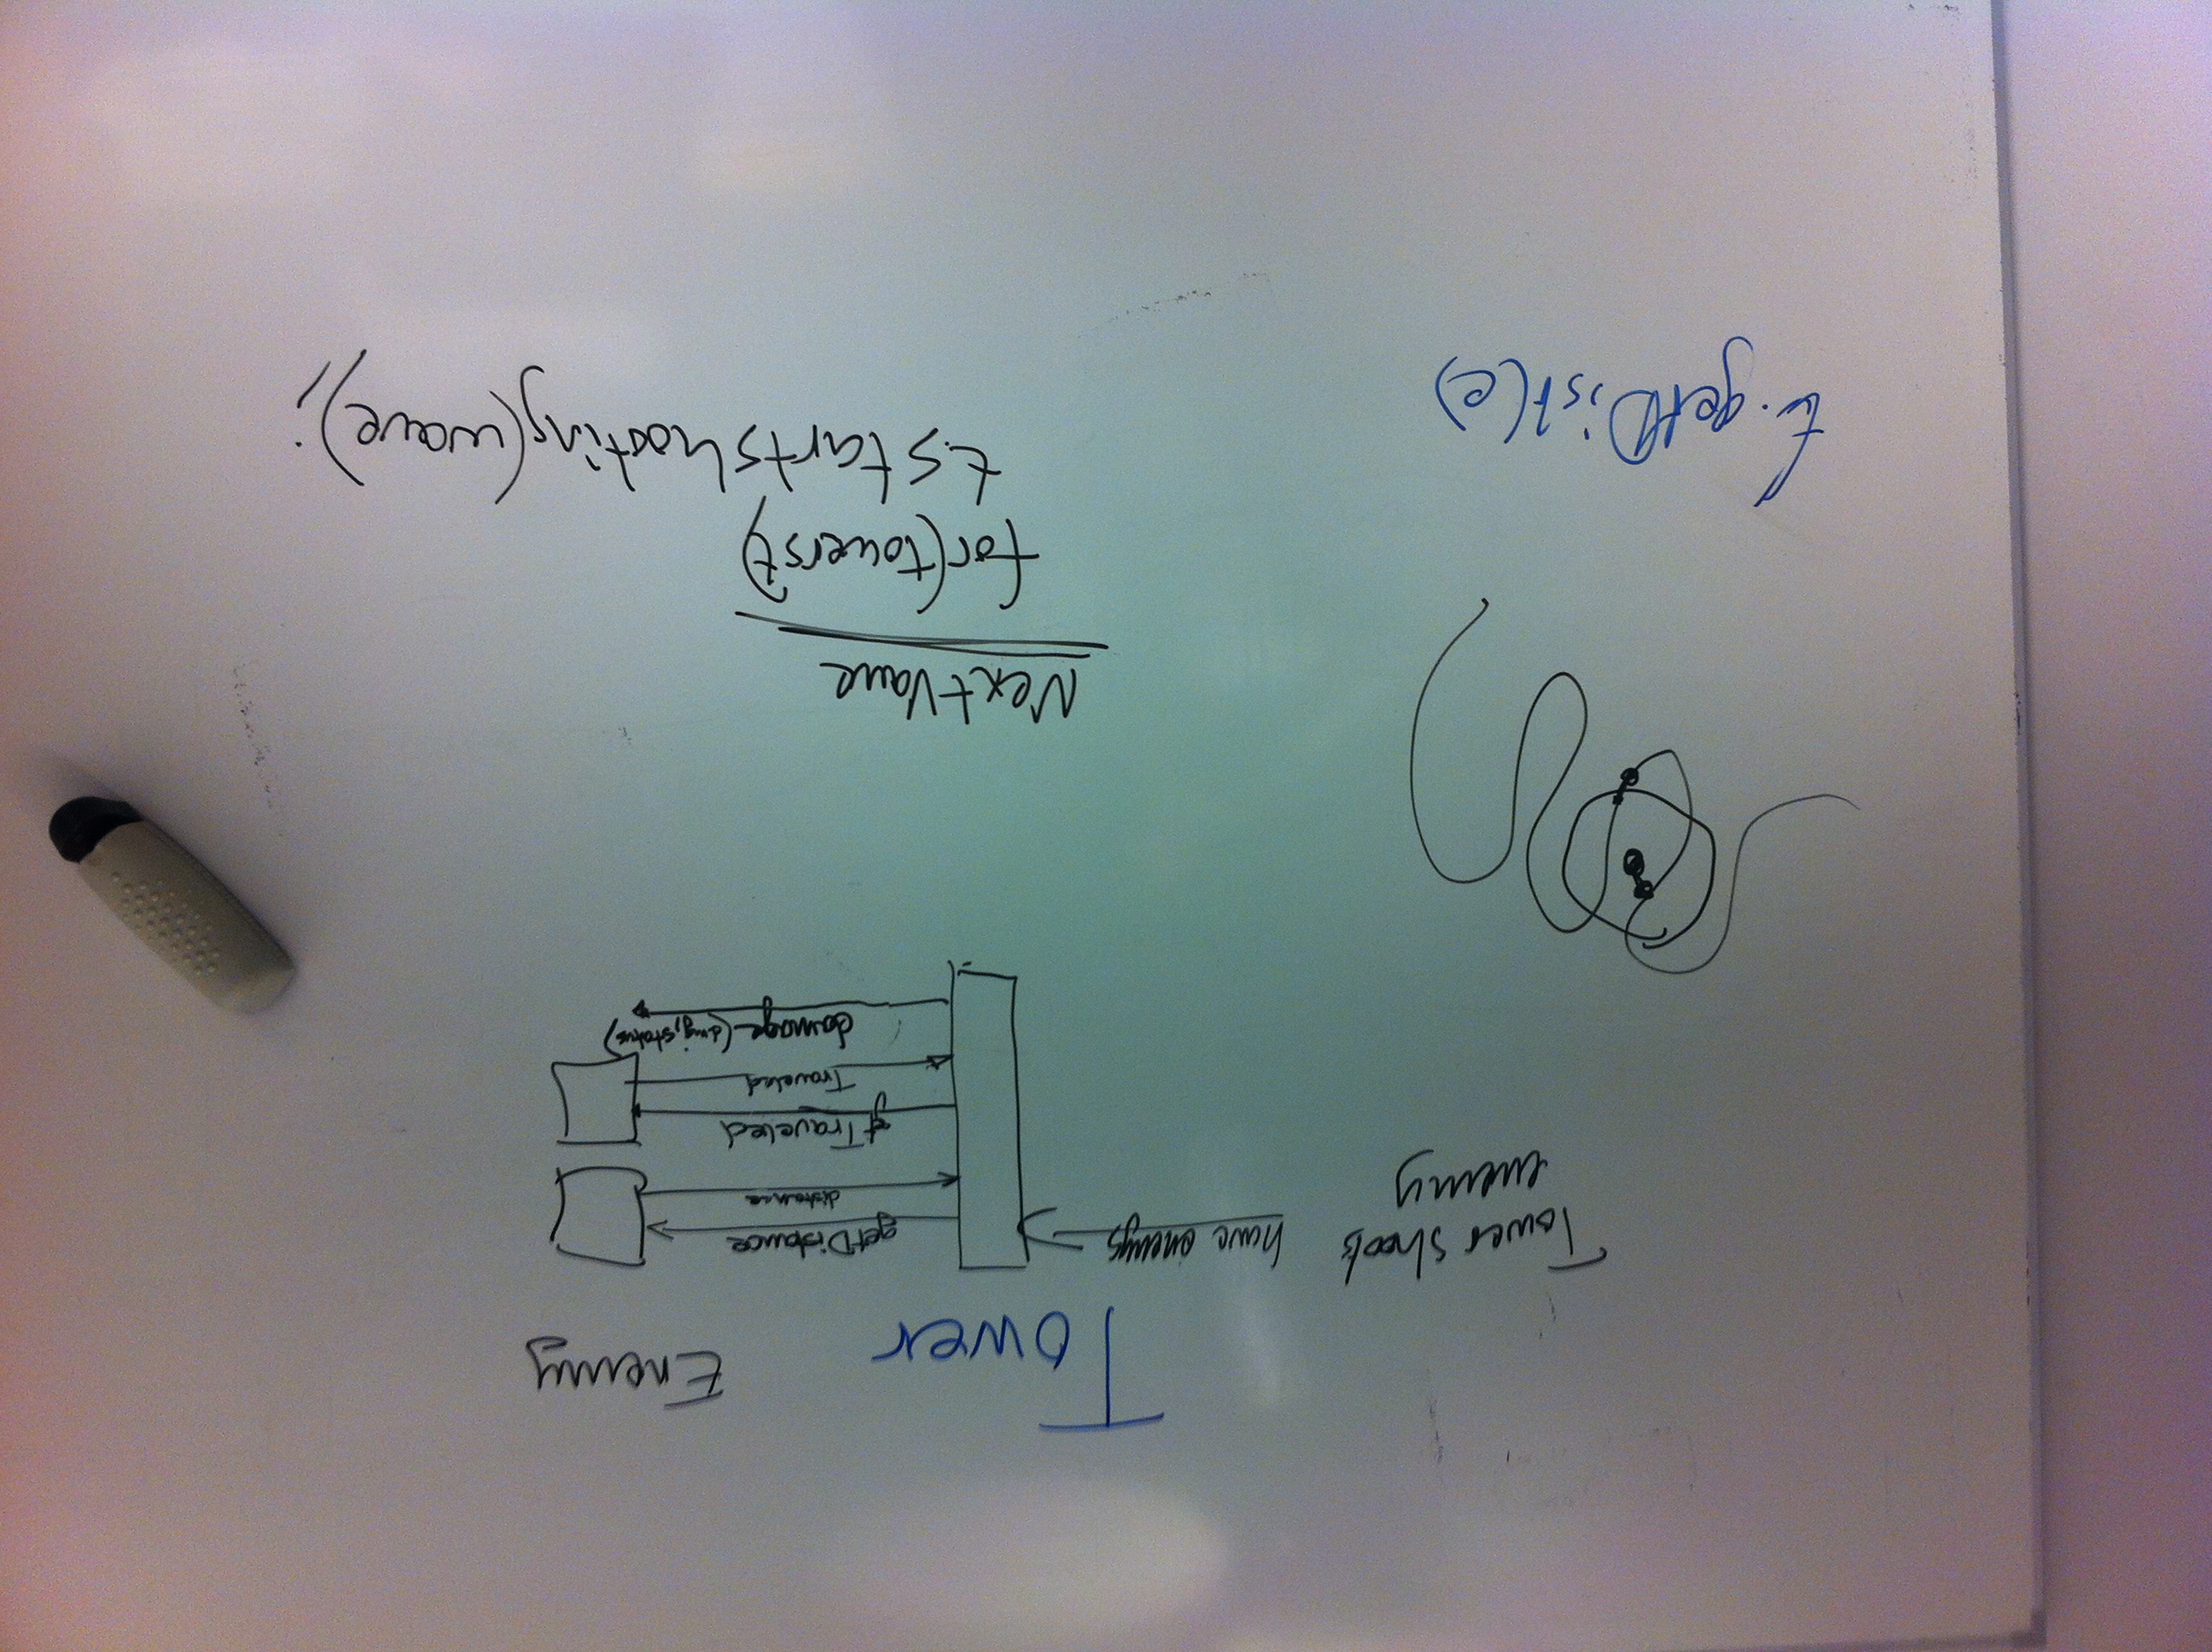 Tower
Enemy
Tower shoots
enemy
have enemys
getDistance
distance
getTraveled
Traveled
damage (dmg, status)
NextVawe
for(towers t)
t.startshooting(wave);
t.getDist(e)